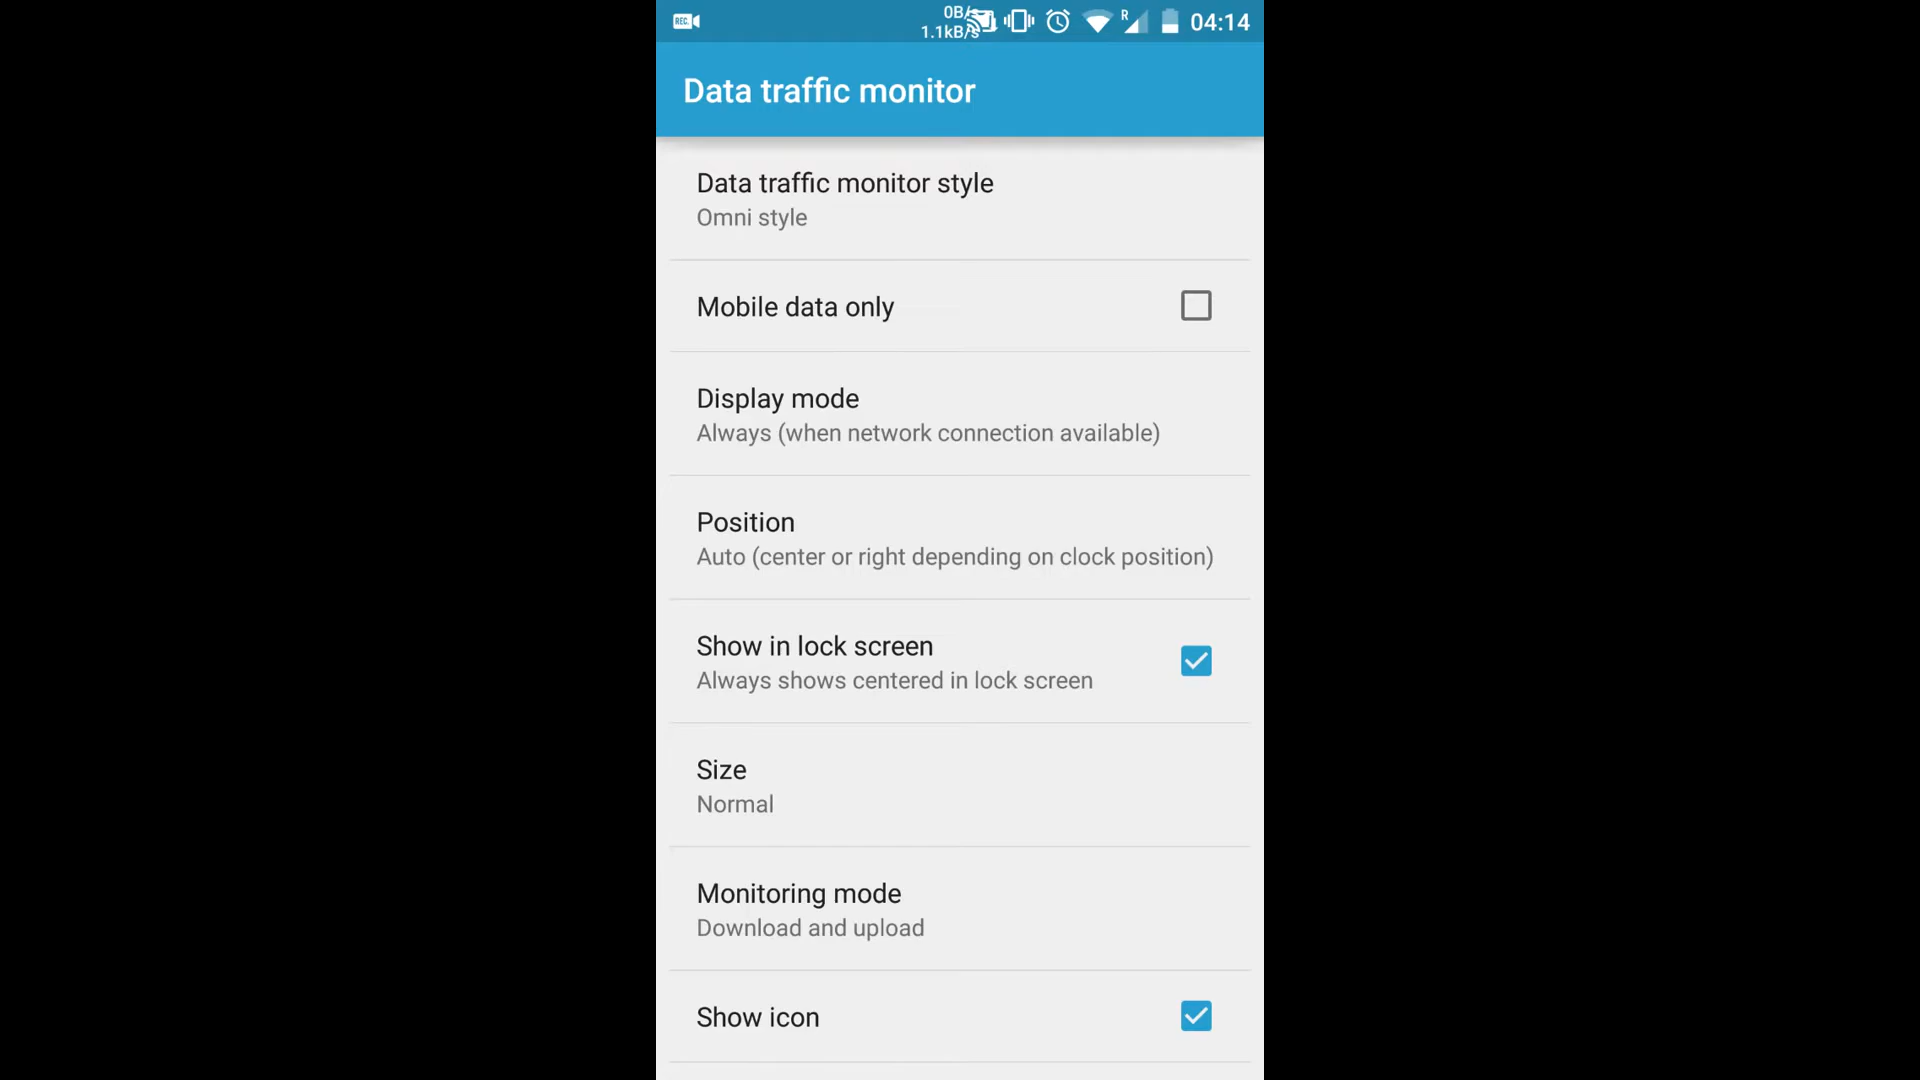 REC
0B/s
1.1kB/s
R
04:14
Data traffic monitor
Data traffic monitor style
Omni style
Mobile data only
Display mode
Always (when network connection available)
Position
Auto (center or right depending on clock position)
Show in lock screen
Always shows centered in lock screen
Size
Normal
Monitoring mode
Download and upload
Show icon